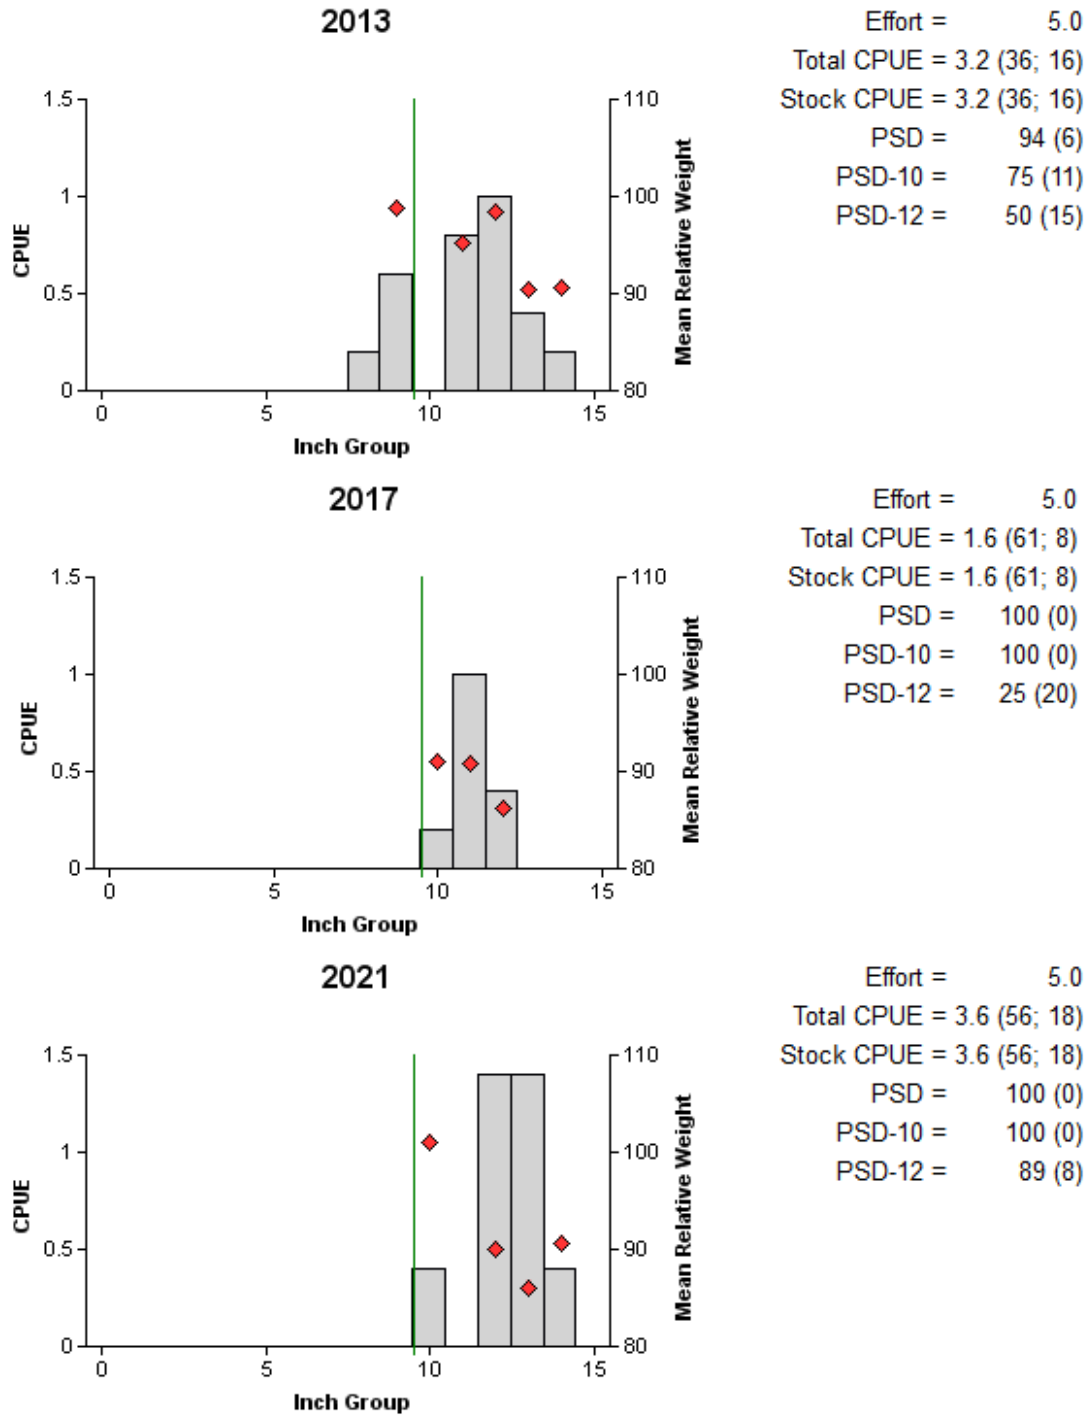 2013
Effort = 5.0
Total CPUE = 3.2 (36; 16)
Stock CPUE = 3.2 (36; 16)
PSD = 94 (6)
PSD-10 = 75 (11)
PSD-12 = 50 (15)
1.5
1
0.5
0
CPUE
110
100
90
80
Mean Relative Weight
0 5 10 15
Inch Group
2017
Effort = 5.0
Total CPUE = 1.6 (61; 8)
Stock CPUE = 1.6 (61; 8)
PSD = 100 (0)
PSD-10 = 100 (0)
PSD-12 = 25 (20)
1.5
1
0.5
0
CPUE
110
100
90
80
Mean Relative Weight
0 5 10 15
Inch Group
2021
Effort = 5.0
Total CPUE = 3.6 (56; 18)
Stock CPUE = 3.6 (56; 18)
PSD = 100 (0)
PSD-10 = 100 (0)
PSD-12 = 89 (8)
1.5
1
0.5
0
CPUE
110
100
90
80
Mean Relative Weight
0 5 10 15
Inch Group